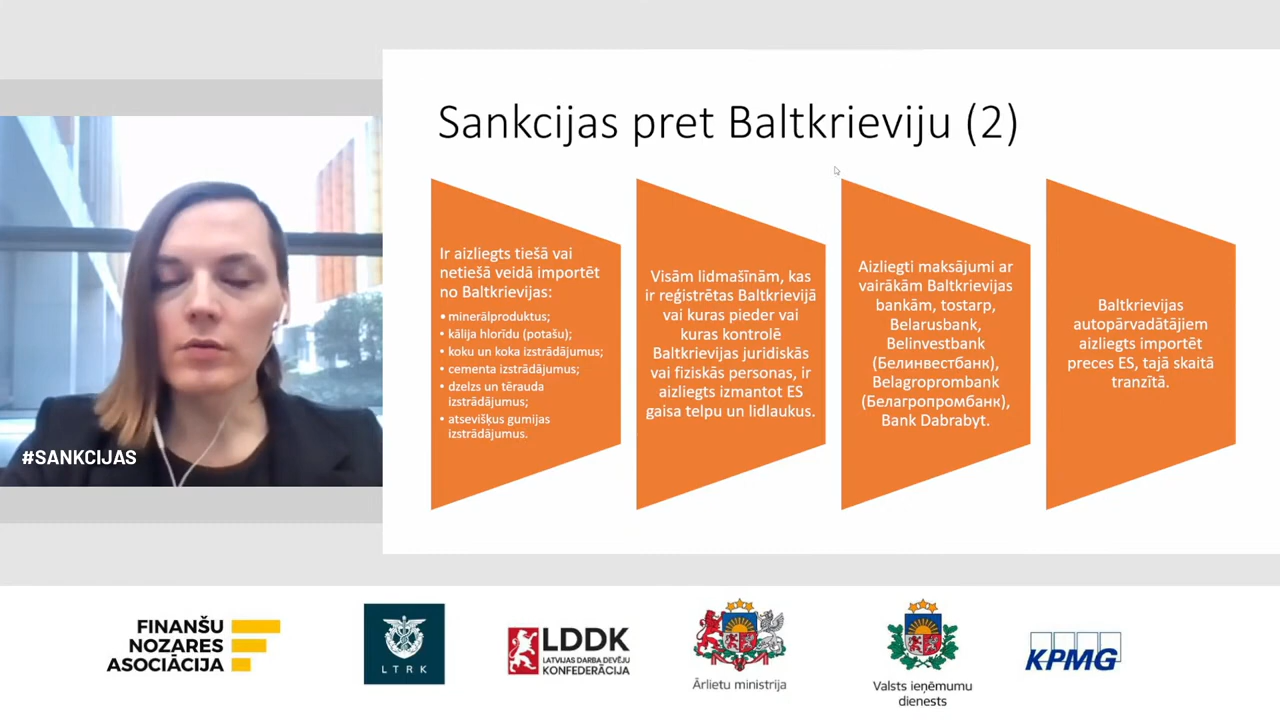 Sankcijas pret Baltkrieviju (2)
Ir aizliegts tiešā vai
netiešā veidā importēt
no Baltkrievijas:
• minerālproduktus;
• kālija hlorīdu (potašu);
• koku un koka izstrādājumus;
• cementa izstrādājumus;
• dzelzs un tērauda
izstrādājumus;
• atsevišķus gumijas
izstrādājumus.
Visām lidmašīnām, kas
ir reģistrētas Baltkrievijā
vai kuras pieder vai
kuras kontrolē
Baltkrievijas juridiskās
vai fiziskās personas, ir
aizliegts izmantot ES
gaisa telpu un lidlaukus.
Aizliegti maksājumi ar
vairākām Baltkrievijas
bankām, tostarp,
Belarusbank,
Belinvestbank
(Белинвестбанк),
Belagroprombank
(Белагропромбанк),
Bank Dabrabyt.
Baltkrievijas
autopārvadātājiem
aizliegts importēt
preces ES, tajā skaitā
tranzītā.
#SANKCIJAS
FINANŠU
NOZARES
ASOCIĀCIJA
LTRK
LDDK
LATVIJAS DARBA DEVĒJU
KONFEDERĀCIJA
Ārlietu ministrija
Valsts ieņēmumu
dienests
KPMG